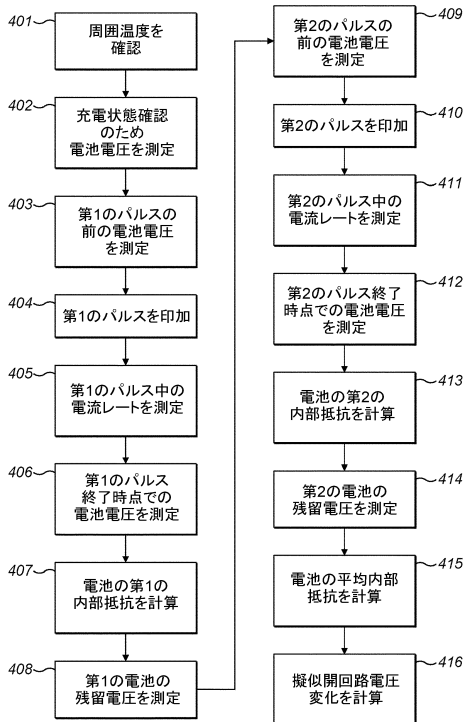 401
周囲温度を
確認
402
充電状態確認
のため
電池電圧を測定
403
第1のパルスの
前の電池電圧
を測定
404
第1のパルスを印加
405
第1のパルス中の
電流レートを測定
406
第1のパルス
終了時点での
電池電圧を測定
407
電池の第1の
内部抵抗を計算
408
第1の電池の
残留電圧を測定
409
第2のパルスの
前の電池電圧
を測定
410
第2のパルスを印加
411
第2のパルス中の
電流レートを測定
412
第2のパルス終了
時点での電池電圧
を測定
413
電池の第2の
内部抵抗を計算
414
第2の電池の
残留電圧を測定
415
電池の平均内部
抵抗を計算
416
擬似開回路電圧
変化を計算